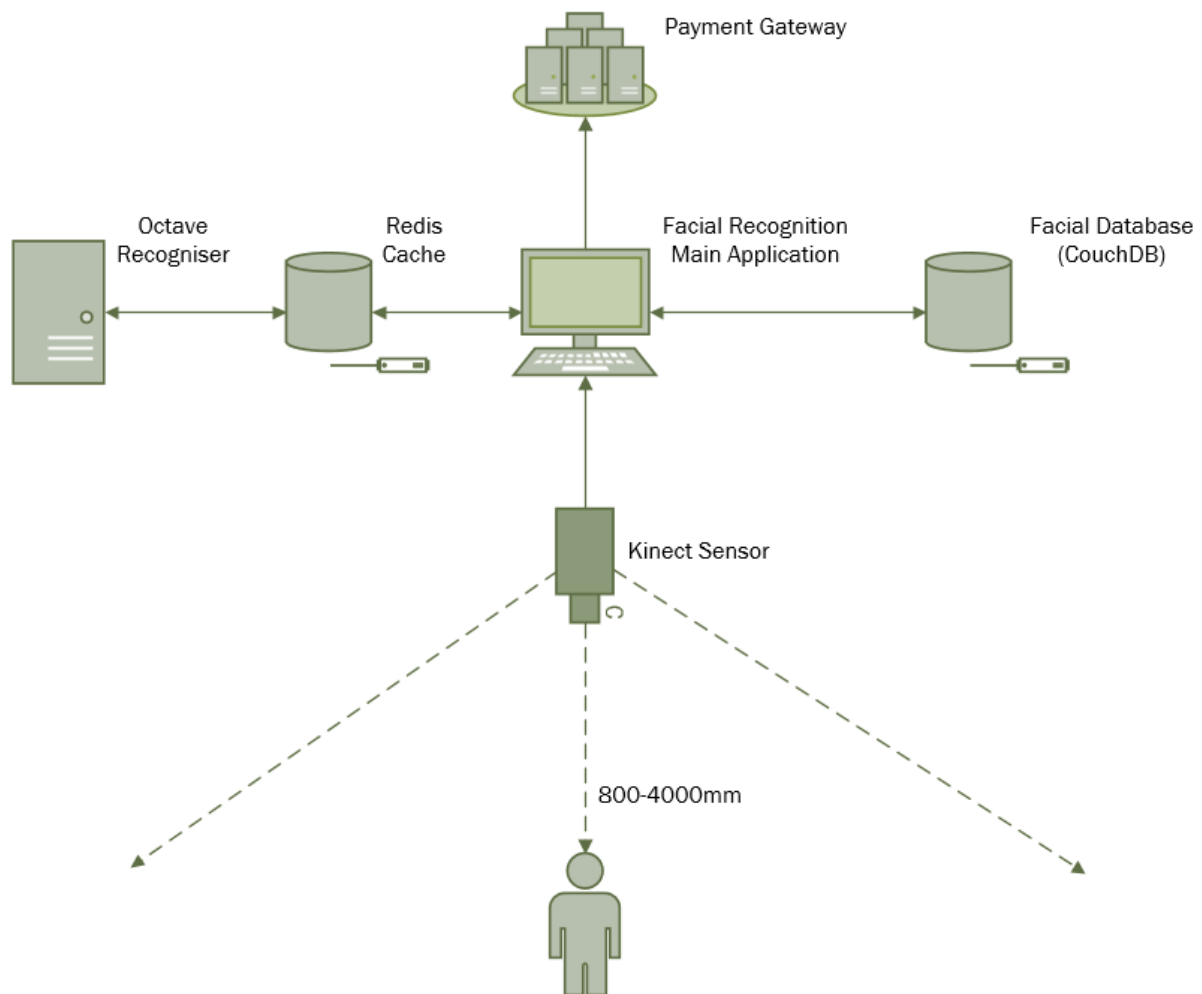 Payment Gateway
Octave
Recogniser
Redis
Cache
Facial Recognition
Main Application
Facial Database
(CouchDB)
Kinect Sensor
C
800-4000mm